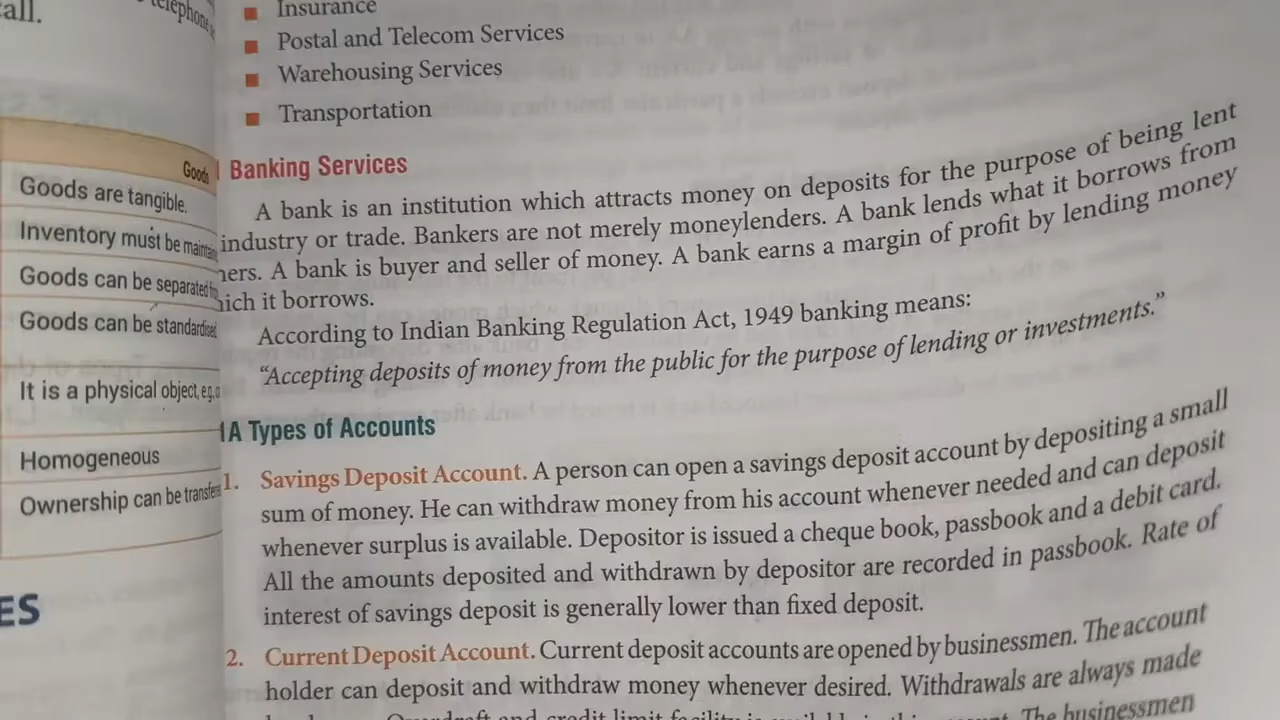 all.
telephone
Goods
Goods are tangible.
Inventory must be
Goods can be separated
Goods can be standardised
It is a physical object, e.g.
Homogeneous
Ownership can be
ES
Insurance
Postal and Telecom Services
Warehousing Services
Transportation
Banking Services
A bank is an institution which attracts money on deposits for the purpose of being lent
industry or trade. Bankers are not merely moneylenders. A bank lends what it borrows from
ners. A bank is buyer and seller of money. A bank earns a margin of profit by lending money
ich it borrows.
According to Indian Banking Regulation Act, 1949 banking means:
“Accepting deposits of money from the public for the purpose of lending or investments.”
A Types of Accounts
1. Savings Deposit Account. A person can open a savings deposit account by depositing a small
sum of money. He can withdraw money from his account whenever needed and can deposit
whenever surplus is available. Depositor is issued a cheque book, passbook and a debit card.
All the amounts deposited and withdrawn by depositor are recorded in passbook. Rate of
interest of savings deposit is generally lower than fixed deposit.
2. Current Deposit Account. Current deposit accounts are opened by businessmen. The account
holder can deposit and withdraw money whenever desired. Withdrawals are always made
and credit limit facility is The businessmen